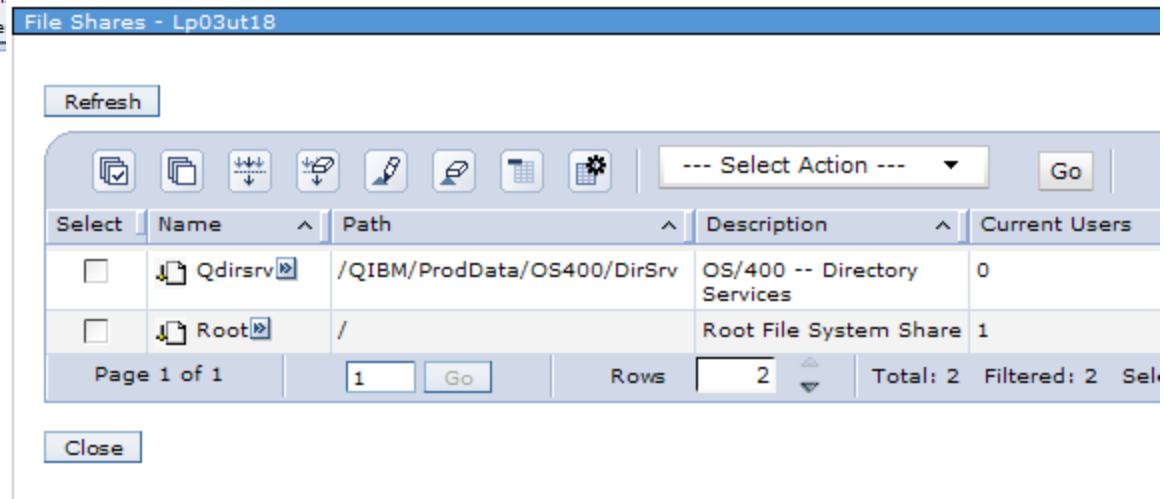 File Shares - Lp03ut18
Refresh
--- Select Action ---
Go
Select Name Path Description Current Users
Qdirsrv /QIBM/ProdData/OS400/DirSrv OS/400 -- Directory 0
Services
Root / Root File System Share 1
Page 1 of 1 1 Go Rows 2 Total: 2 Filtered: 2
Close